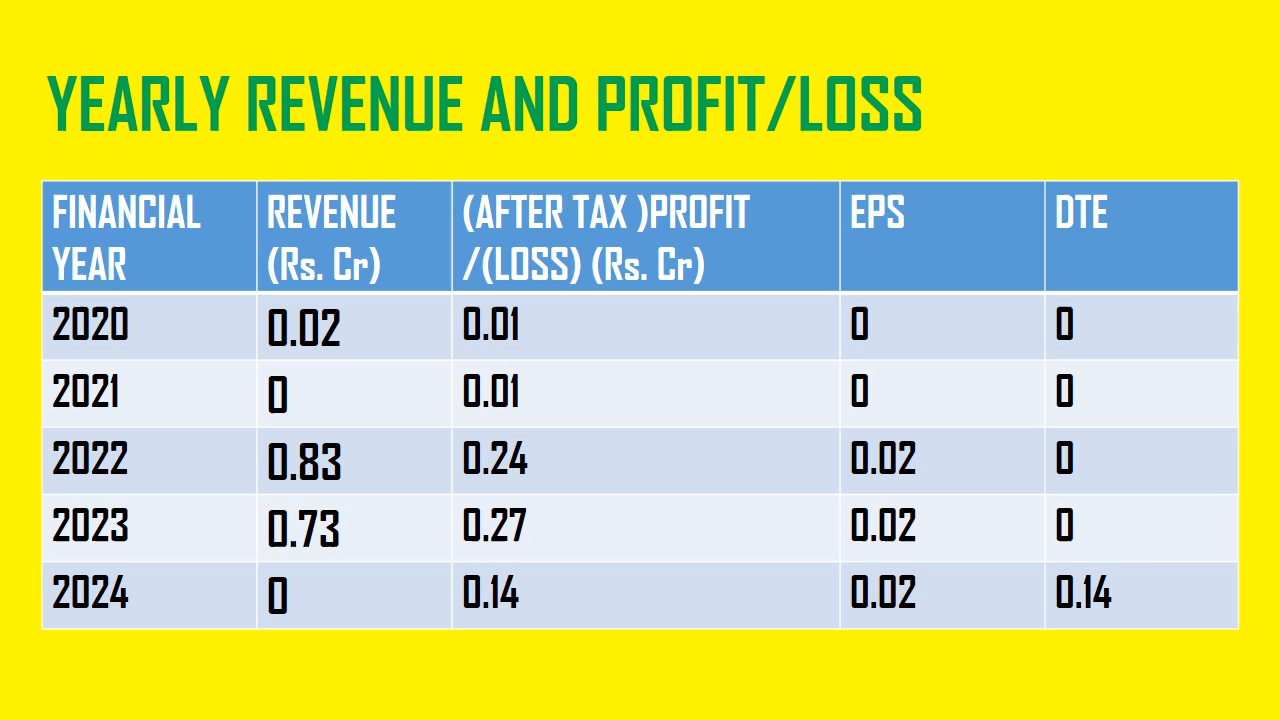 YEARLY REVENUE AND PROFIT/LOSS
FINANCIAL YEAR REVENUE (Rs. Cr) (AFTER TAX )PROFIT /(LOSS) (Rs. Cr) EPS DTE
2020 0.02 0.01 0 0
2021 0 0.01 0 0
2022 0.83 0.24 0.02 0
2023 0.73 0.27 0.02 0
2024 0 0.14 0.02 0.14